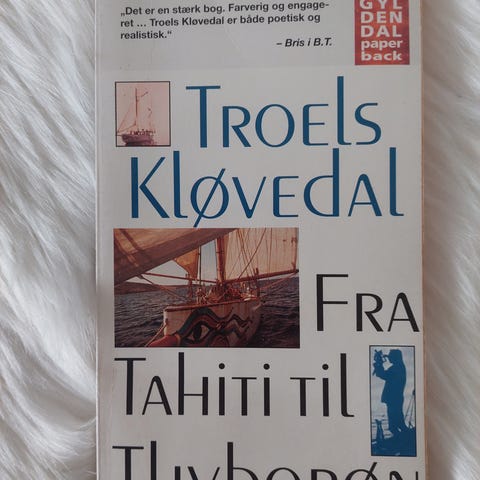 „Det er en stærk bog. Farverig og engage-
ret ... Troels Kløvedal er både poetisk og
realistisk.“
– Bris i B.T.
GYL
DEN
DAL
paper
back
Troels
Kløvedal
Fra
Tahiti til
Thyborøn